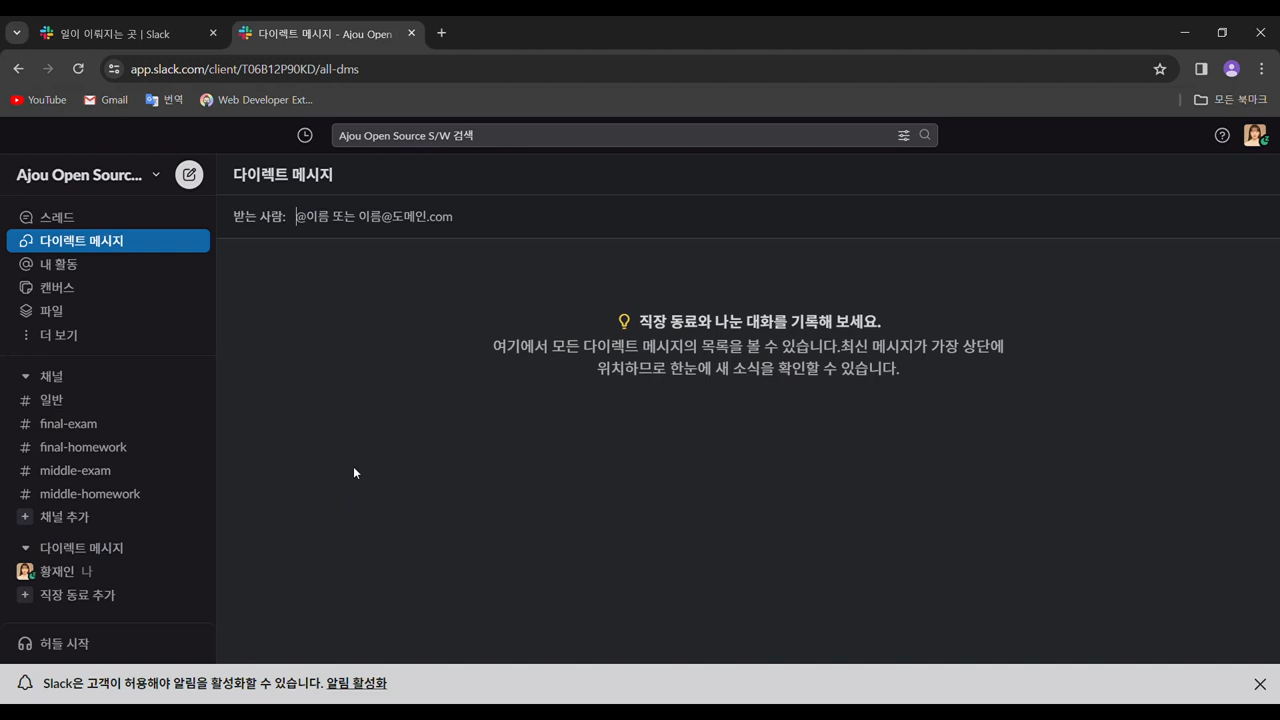 일이 이뤄지는 곳 | Slack
다이렉트 메시지 - Ajou Open
app.slack.com/client/T06B12P90KD/all-dms
YouTube
Gmail
번역
Web Developer Ext...
모든 북마크
Ajou Open Source S/W 검색
Ajou Open Sourc...
다이렉트 메시지
스레드
받는 사람: @이름 또는 이름@도메인.com
다이렉트 메시지
내 활동
캔버스
파일
더 보기
직장 동료와 나눈 대화를 기록해 보세요.
여기에서 모든 다이렉트 메시지의 목록을 볼 수 있습니다.최신 메시지가 가장 상단에
위치하므로 한눈에 새 소식을 확인할 수 있습니다.
채널
# 일반
# final-exam
# final-homework
# middle-exam
# middle-homework
+ 채널 추가
다이렉트 메시지
황재인 나
+ 직장 동료 추가
허들 시작
Slack은 고객이 허용해야 알림을 활성화할 수 있습니다. 알림 활성화